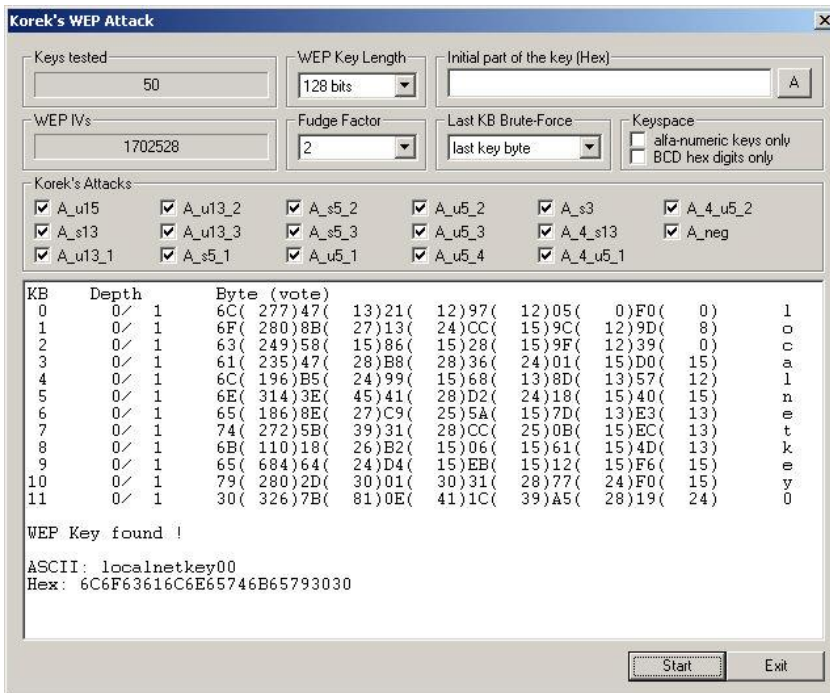 Korek's WEP Attack
Keys tested
50
WEP Key Length
128 bits
Initial part of the key (Hex)
A
WEP IVs
1702528
Fudge Factor
2
Last KB Brute-Force
last key byte
Keyspace
alfa-numeric keys only
BCD hex digits only
Korek's Attacks
A_u15 A_u13_2 A_s5_2 A_u5_2 A_s3 A_4_u5_2
A_s13 A_u13_3 A_s5_3 A_u5_3 A_4_s13 A_neg
A_u13_1 A_s5_1 A_u5_1 A_u5_4 A_4_u5_1
KB Depth Byte (vote)
0 0/ 1 6C( 277)47( 13)21( 12)97( 12)05( 0)F0( 0) l
1 0/ 1 6F( 280)8B( 27)13( 24)CC( 15)9C( 12)9D( 8) o
2 0/ 1 63( 249)58( 15)86( 15)28( 15)9F( 12)39( 0) c
3 0/ 1 61( 235)47( 28)B8( 28)36( 24)01( 15)D0( 15) a
4 0/ 1 6C( 196)B5( 24)99( 15)68( 13)8D( 13)57( 12) l
5 0/ 1 6E( 314)3E( 45)41( 28)D2( 24)18( 15)40( 15) n
6 0/ 1 65( 186)8E( 27)C9( 25)5A( 15)7D( 13)E3( 13) e
7 0/ 1 74( 272)5B( 39)31( 28)CC( 25)0B( 15)EC( 13) t
8 0/ 1 6B( 110)18( 26)B2( 15)06( 15)61( 15)4D( 13) k
9 0/ 1 65( 684)64( 24)D4( 15)EB( 15)12( 15)F6( 15) e
10 0/ 1 79( 280)2D( 30)01( 30)31( 28)77( 24)F0( 15) y
11 0/ 1 30( 326)7B( 81)0E( 41)1C( 39)A5( 28)19( 24) 0
WEP Key found !
ASCII: localnetkey00
Hex: 6C6F63616C6E65746B65793030
Start Exit